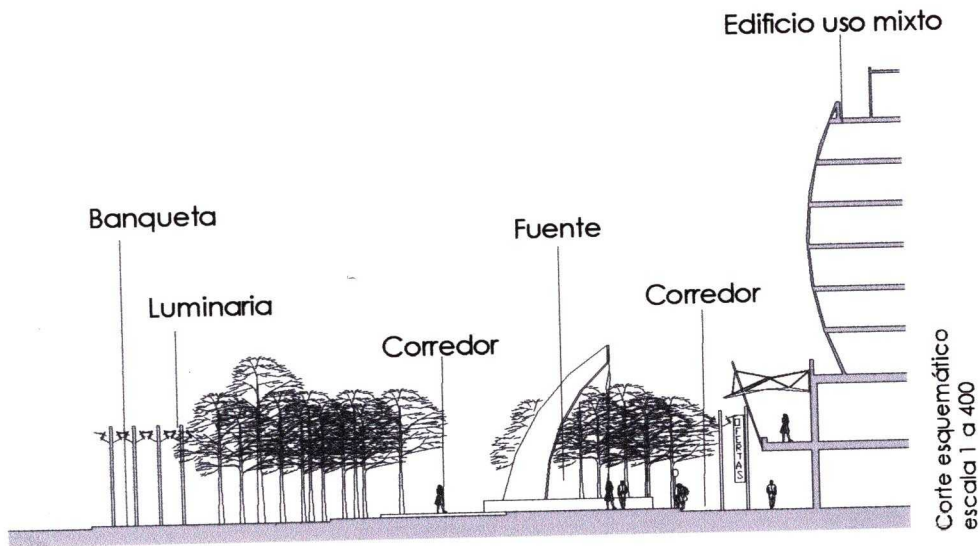 Edificio uso mixto
Banqueta
Fuente
Luminaria
Corredor
Corredor
OFERTAS
Corte esquemático
escala 1 a 400